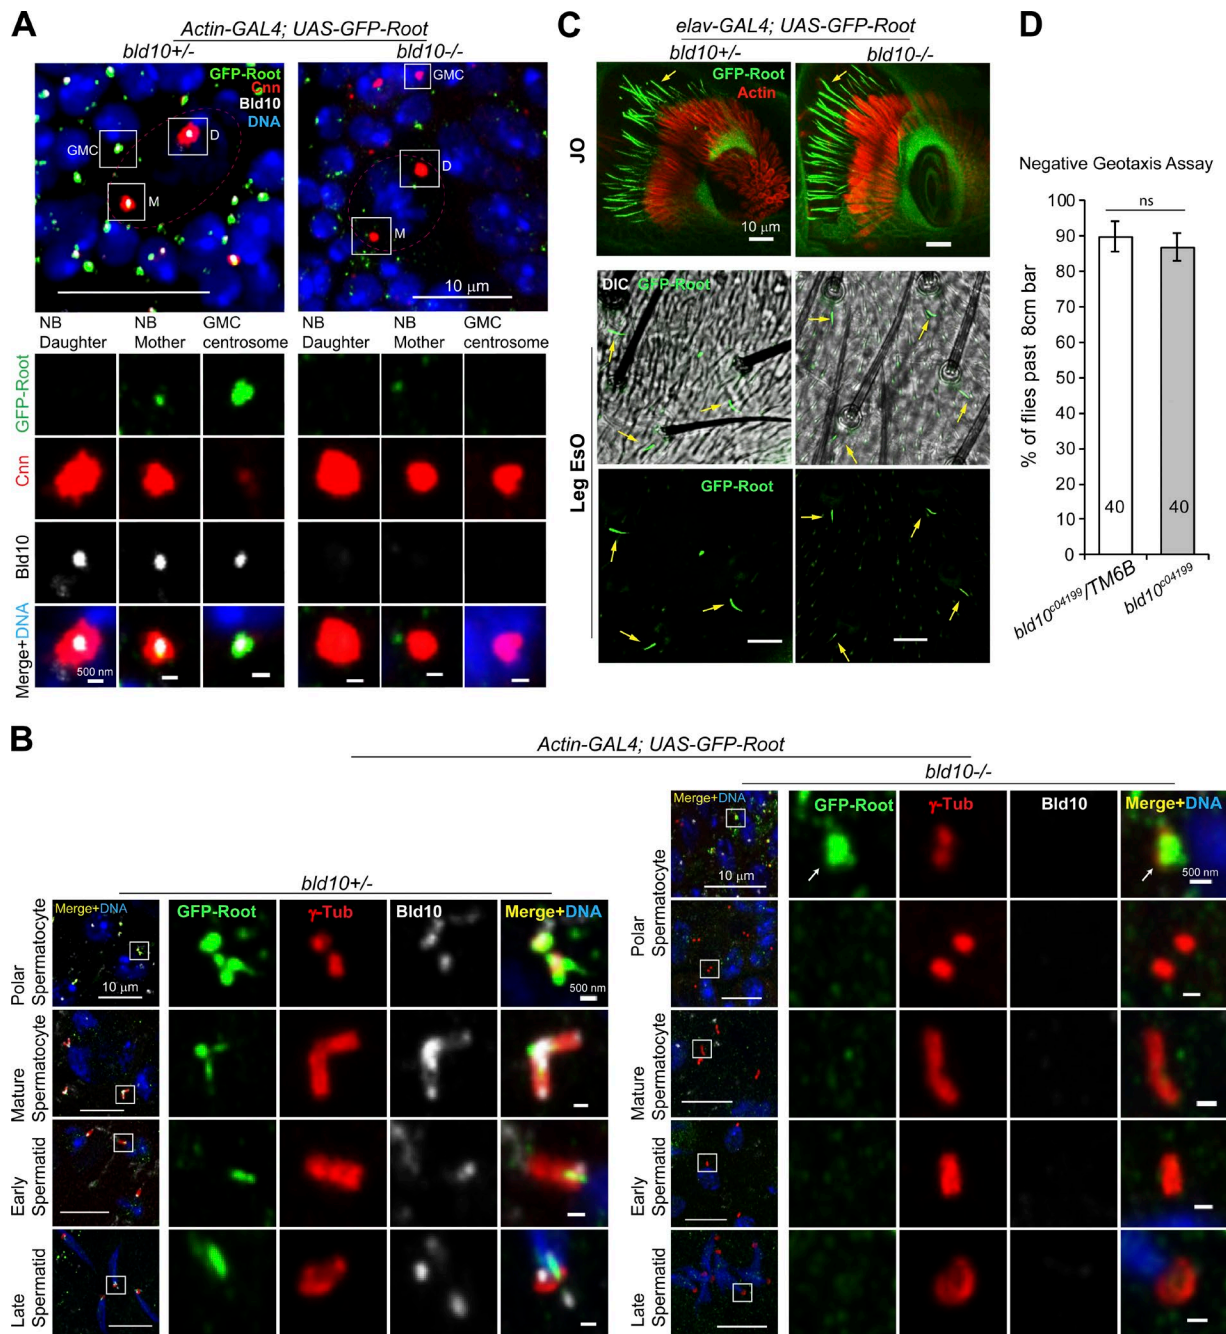 A
Actin-GAL4; UAS-GFP-Root
bld10+/-
bld10-/-
GFP-Root
Cnn
Bld10
DNA
GMC
D
M
GMC
D
M
10 μm
NB Daughter
NB Mother
GMC centrosome
NB Daughter
NB Mother
GMC centrosome
GFP-Root
Cnn
Bld10
Merge+DNA
500 nm
C
elav-GAL4; UAS-GFP-Root
bld10+/-
bld10-/-
GFP-Root
Actin
JO
10 μm
DIC GFP-Root
Leg EsO
GFP-Root
D
Negative Geotaxis Assay
ns
% of flies past 8cm bar
100
90
80
70
60
50
40
30
20
10
0
40
40
bld10c04199/TM6B
bld10c04199
B
Actin-GAL4; UAS-GFP-Root
bld10+/-
Merge+DNA
GFP-Root
γ-Tub
Bld10
Merge+DNA
Polar Spermatocyte
10 μm
500 nm
Mature Spermatocyte
Early Spermatid
Late Spermatid
bld10-/-
Merge+DNA
GFP-Root
γ-Tub
Bld10
Merge+DNA
10 μm
500 nm
Polar Spermatocyte
Mature Spermatocyte
Early Spermatid
Late Spermatid